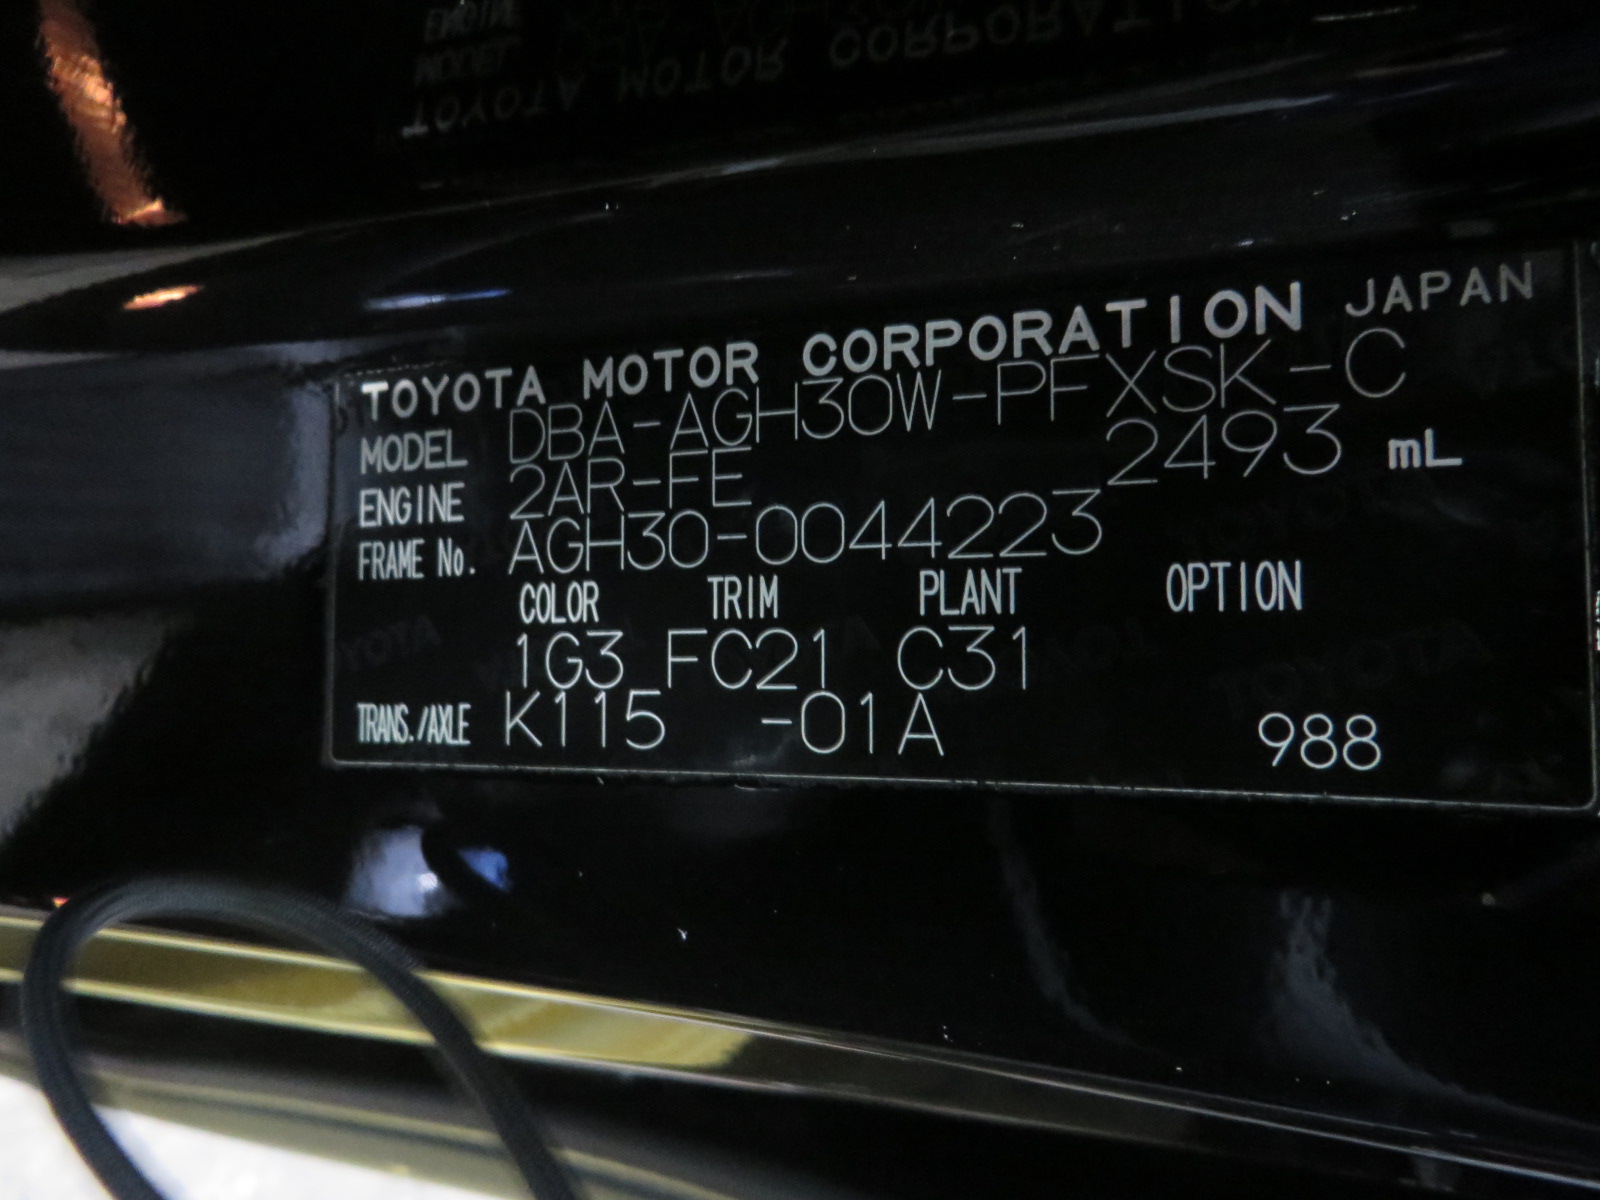 TOYOTA MOTOR CORPORATION JAPAN
MODEL DBA-AGH30W-PFXSK-C
ENGINE 2AR-FE 2493 mL
FRAME No. AGH30-0044223
COLOR TRIM PLANT OPTION
1G3 FC21 C31
TRANS./AXLE K115 -01A 988